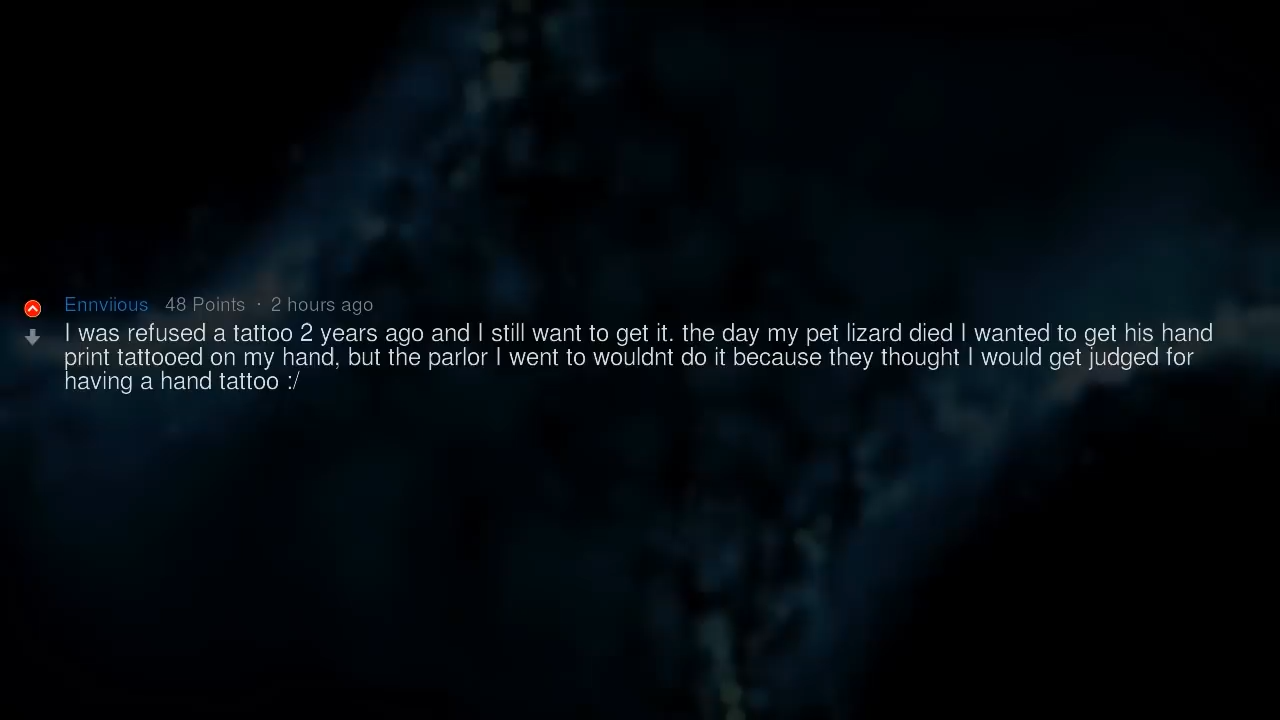 Ennviious 48 Points · 2 hours ago
I was refused a tattoo 2 years ago and I still want to get it. the day my pet lizard died I wanted to get his hand
print tattooed on my hand, but the parlor I went to wouldnt do it because they thought I would get judged for
having a hand tattoo :/